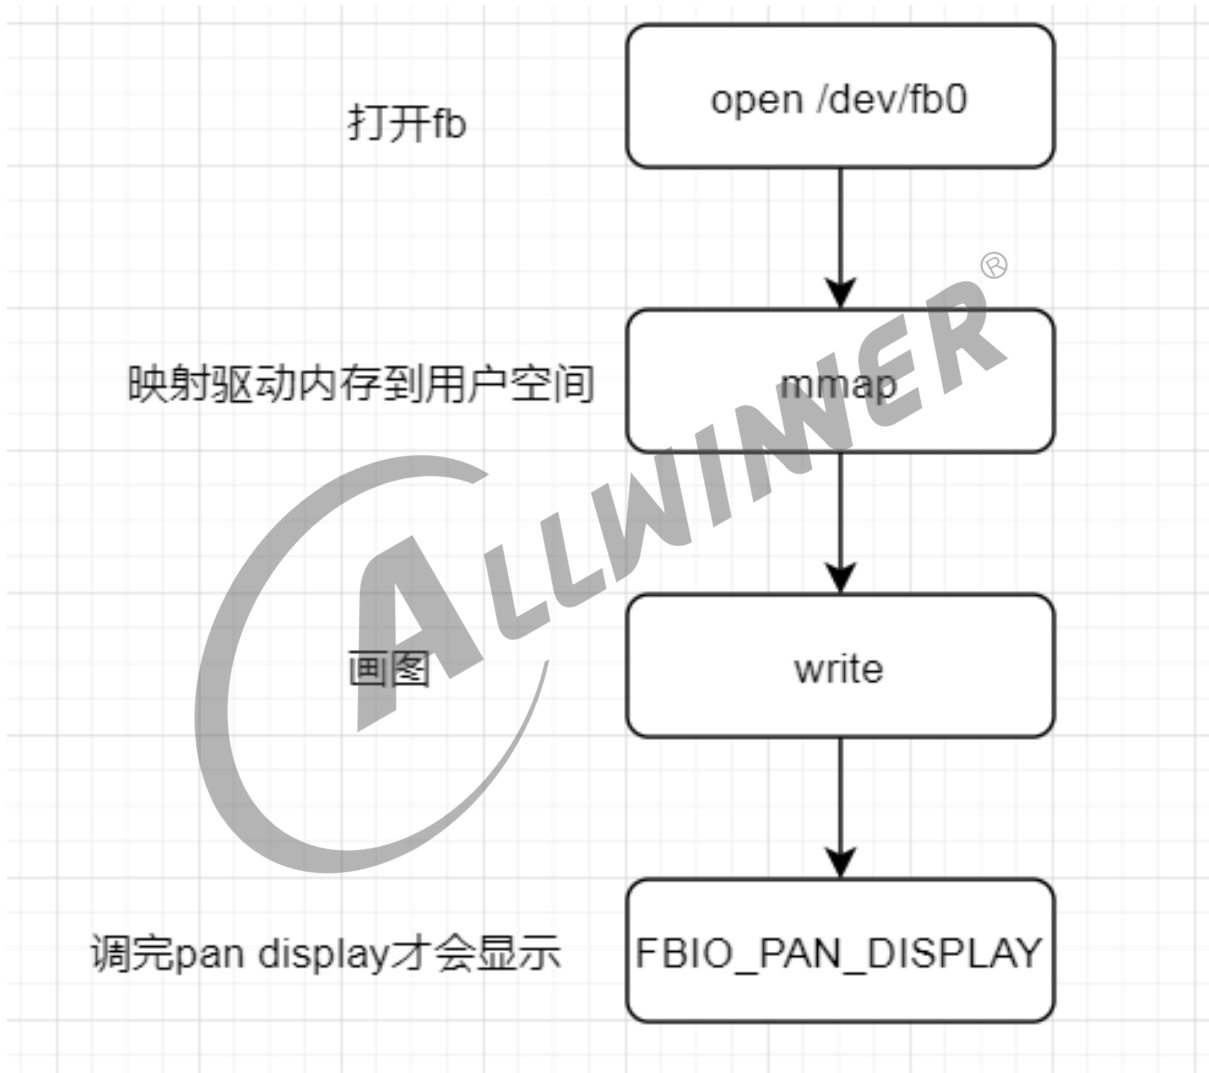 打开fb
open /dev/fb0
映射驱动内存到用户空间
mmap
ALLWINNER®
画图
write
调完pan display才会显示
FBIO_PAN_DISPLAY